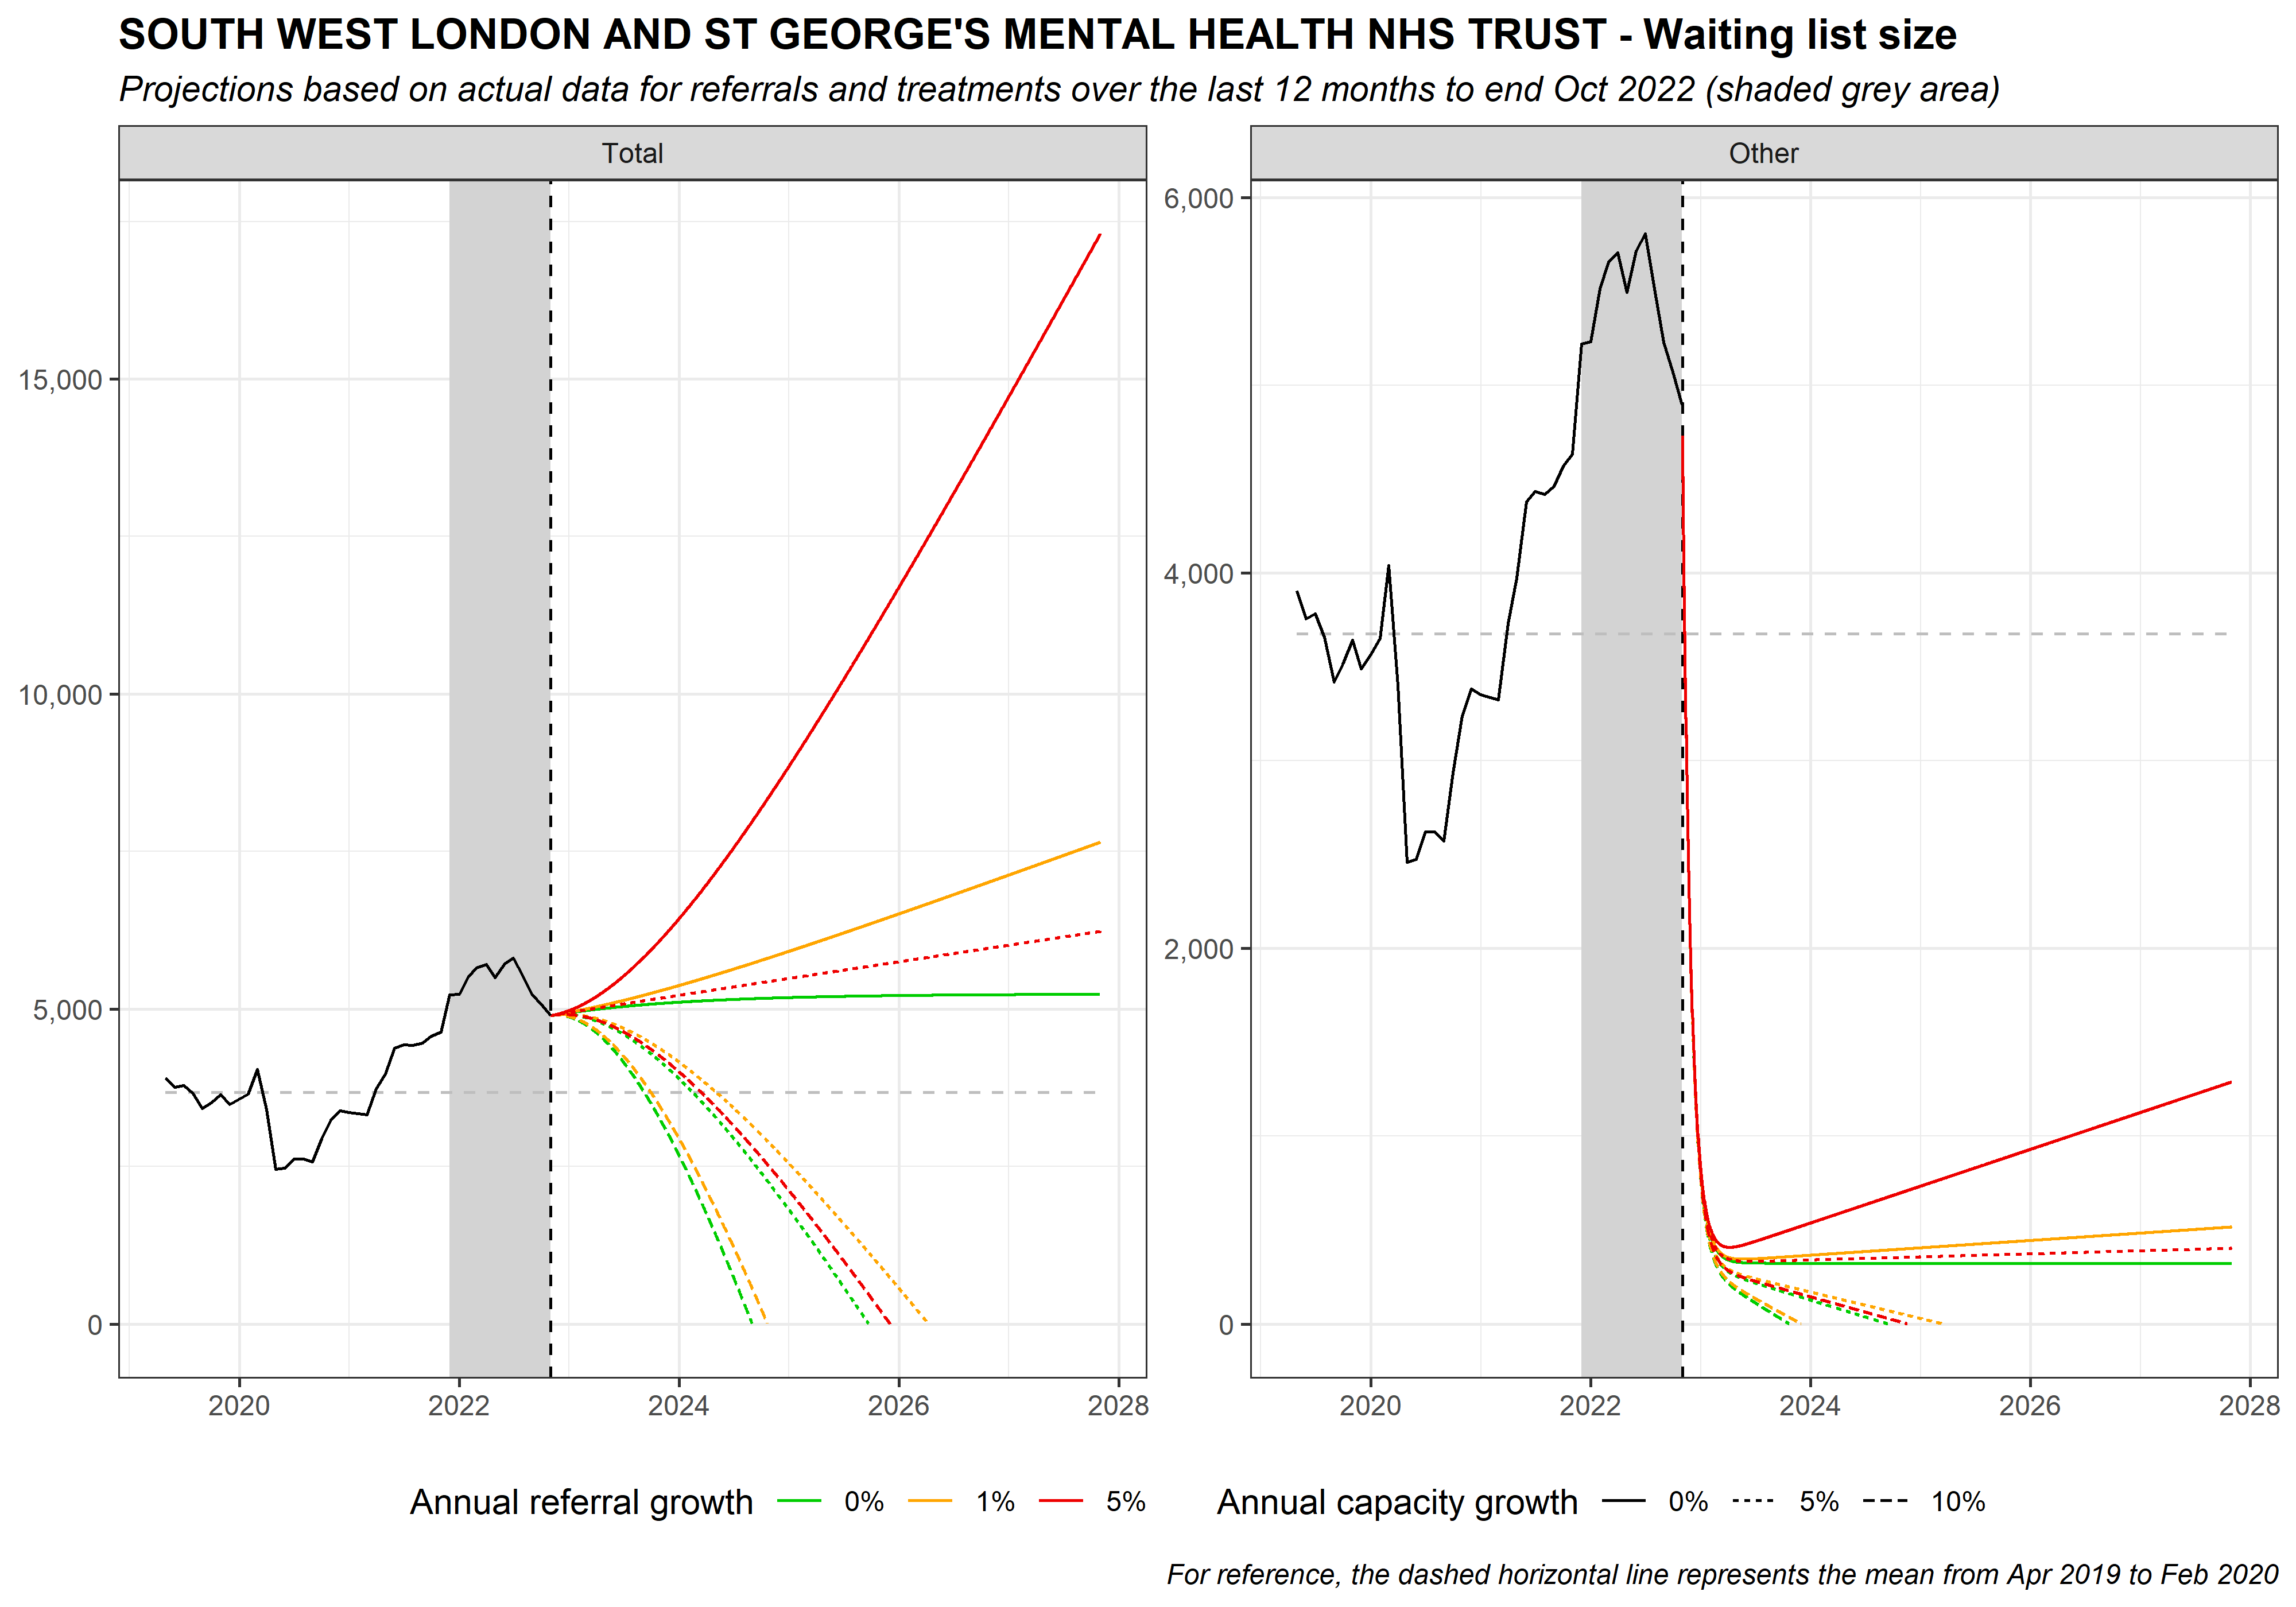 SOUTH WEST LONDON AND ST GEORGE'S MENTAL HEALTH NHS TRUST - Waiting list size
Projections based on actual data for referrals and treatments over the last 12 months to end Oct 2022 (shaded grey area)
Total
15,000
10,000
5,000
0
2020 2022 2024 2026 2028
Other
6,000
4,000
2,000
0
2020 2022 2024 2026 2028
Annual referral growth 0% 1% 5%
Annual capacity growth 0% 5% 10%
For reference, the dashed horizontal line represents the mean from Apr 2019 to Feb 2020